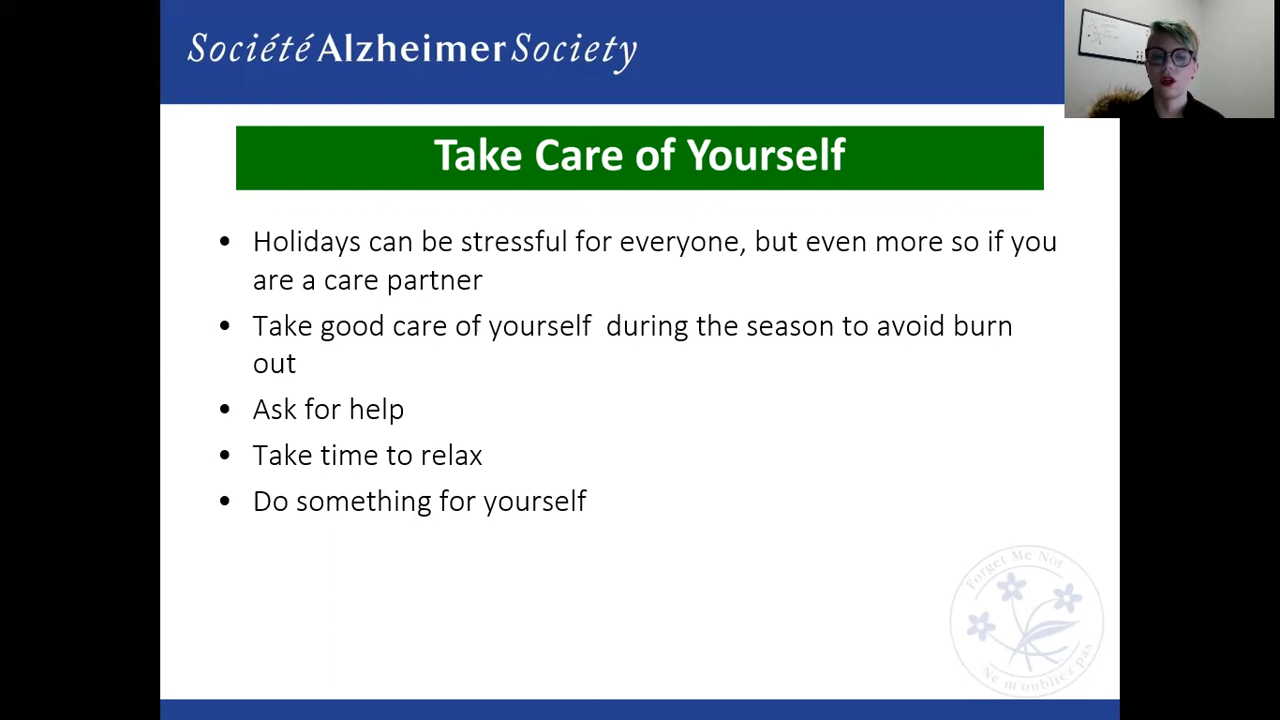 Société Alzheimer Society
Take Care of Yourself
• Holidays can be stressful for everyone, but even more so if you
are a care partner
• Take good care of yourself  during the season to avoid burn
out
• Ask for help
• Take time to relax
• Do something for yourself
Forget Me Not
Ne m'oubliez pas